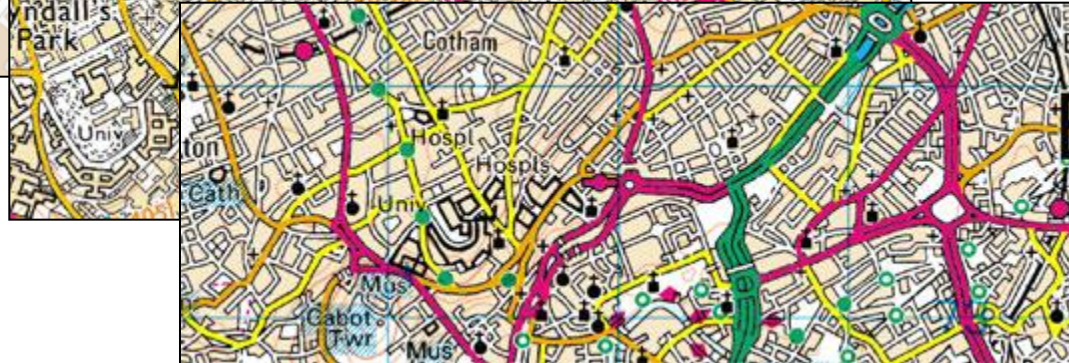 yndall's
Park
Univ
Cotham
Hospl
Hospls
ton
Cath
Univ
Mus
Cabot
Twr
Mus